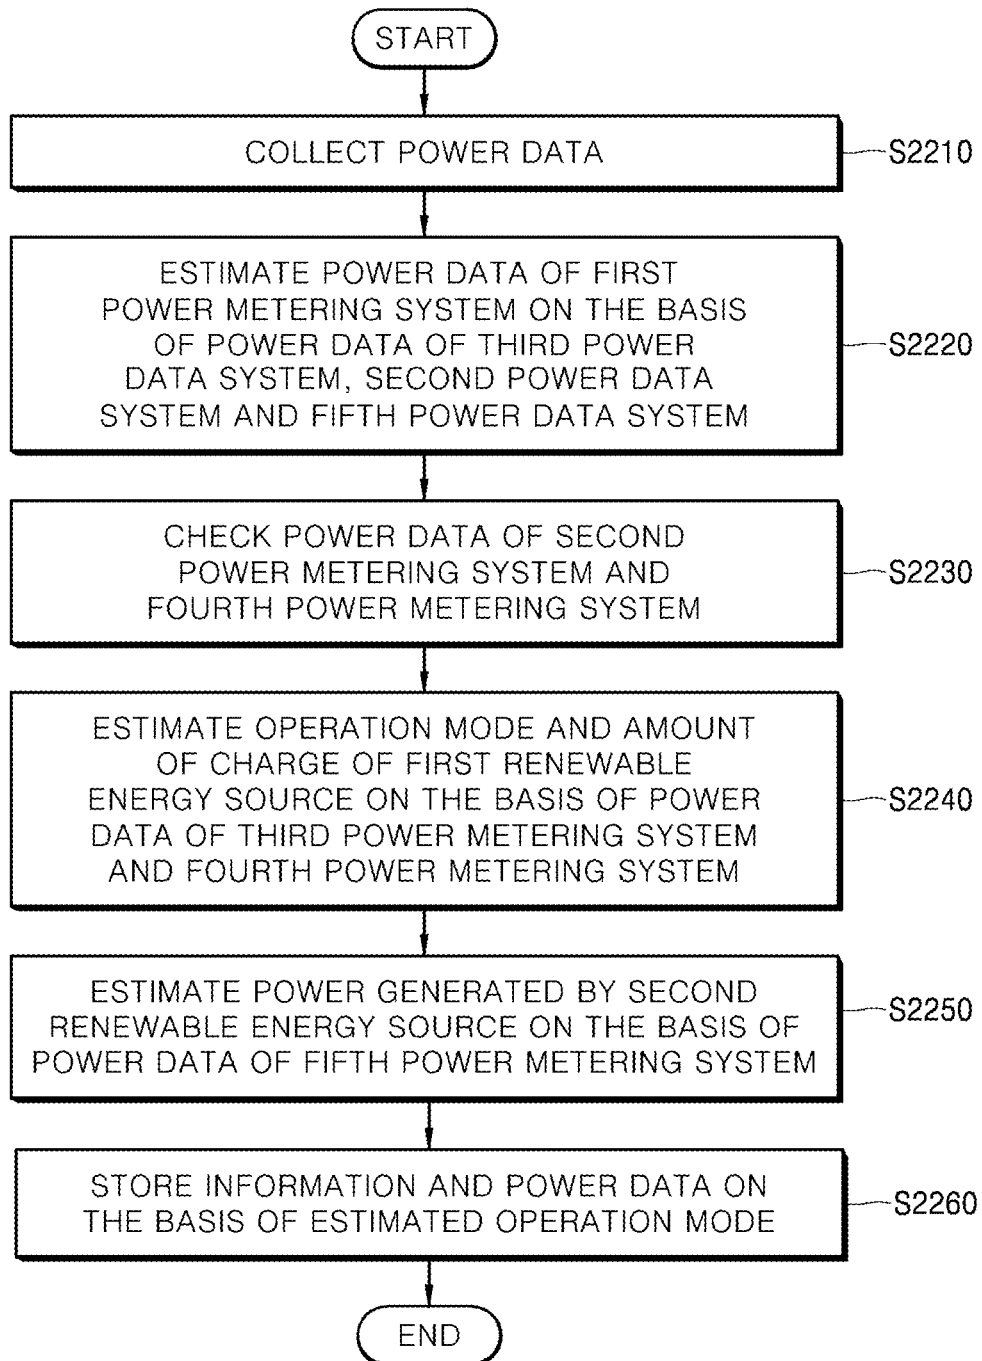 START
COLLECT POWER DATA
S2210
ESTIMATE POWER DATA OF FIRST
POWER METERING SYSTEM ON THE BASIS
OF POWER DATA OF THIRD POWER
DATA SYSTEM, SECOND POWER DATA
SYSTEM AND FIFTH POWER DATA SYSTEM
S2220
CHECK POWER DATA OF SECOND
POWER METERING SYSTEM AND
FOURTH POWER METERING SYSTEM
S2230
ESTIMATE OPERATION MODE AND AMOUNT
OF CHARGE OF FIRST RENEWABLE
ENERGY SOURCE ON THE BASIS OF POWER
DATA OF THIRD POWER METERING SYSTEM
AND FOURTH POWER METERING SYSTEM
S2240
ESTIMATE POWER GENERATED BY SECOND
RENEWABLE ENERGY SOURCE ON THE BASIS OF
POWER DATA OF FIFTH POWER METERING SYSTEM
S2250
STORE INFORMATION AND POWER DATA ON
THE BASIS OF ESTIMATED OPERATION MODE
S2260
END